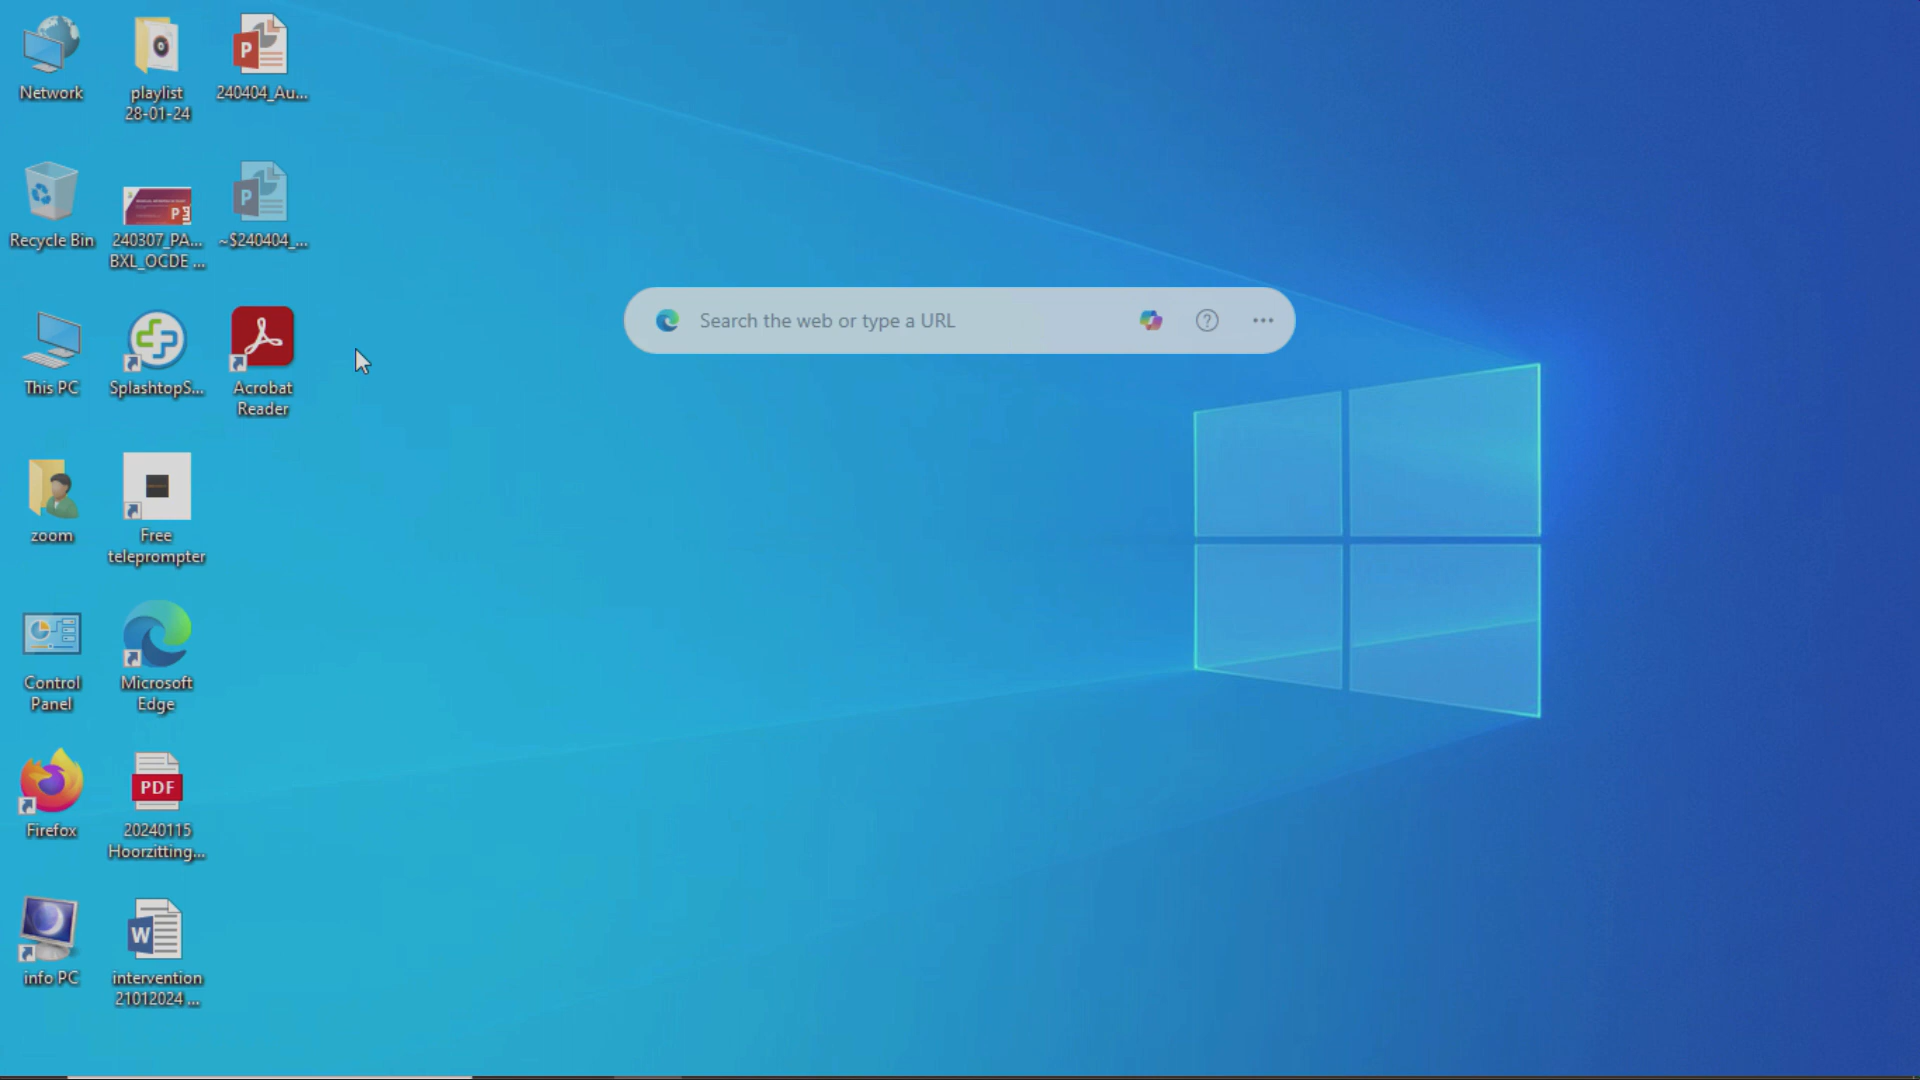 Network
playlist
28-01-24
240404_Au...
Recycle Bin
240307_PA...
BXL_OCDE ...
~$240404_...
Search the web or type a URL
This PC
SplashtopS...
Acrobat
Reader
zoom
Free
teleprompter
Control
Panel
Microsoft
Edge
Firefox
PDF
20240115
Hoorzitting...
info PC
intervention
21012024 ...